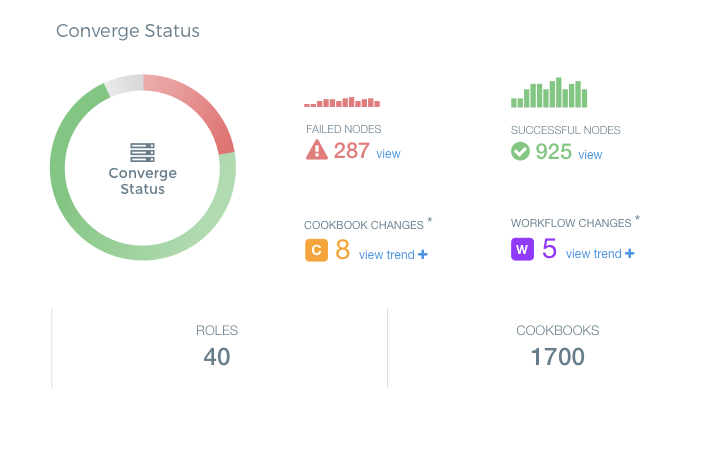 Converge Status
Converge
Status
FAILED NODES
287 view
SUCCESSFUL NODES
925 view
COOKBOOK CHANGES *
C 8 view trend +
WORKFLOW CHANGES *
W 5 view trend +
ROLES
40
COOKBOOKS
1700